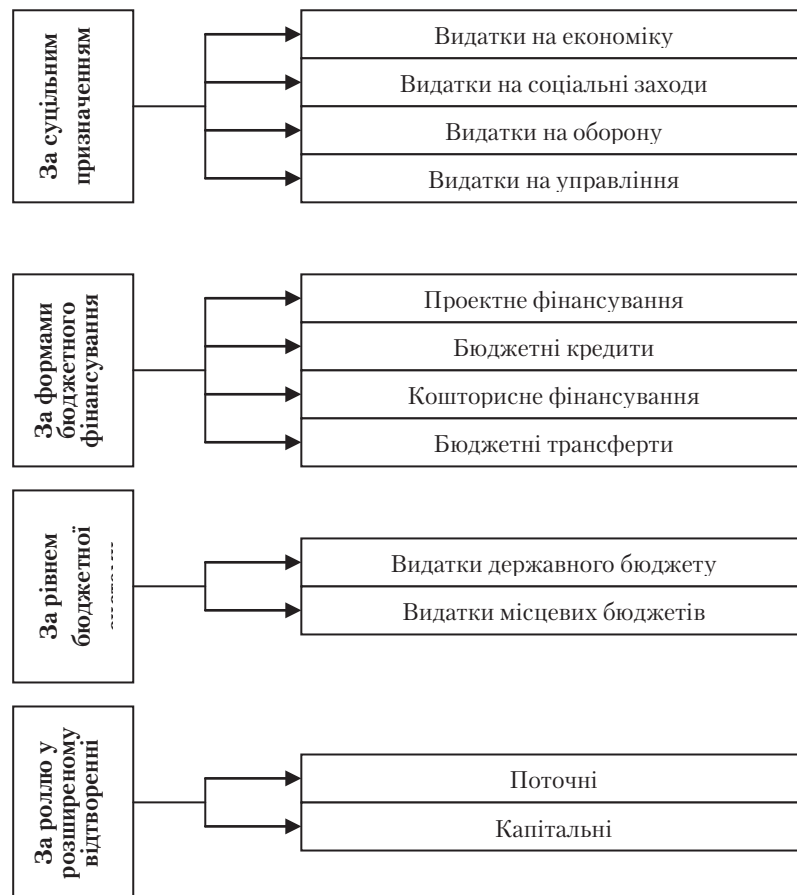 За суцільним
призначенням
Видатки на економіку
Видатки на соціальні заходи
Видатки на оборону
Видатки на управління
За формами
бюджетного
фінансування
Проектне фінансування
Бюджетні кредити
Кошторисне фінансування
Бюджетні трансферти
За рівнем
бюджетної
Видатки державного бюджету
Видатки місцевих бюджетів
За роллю у
розширеному
відтворенні
Поточні
Капітальні